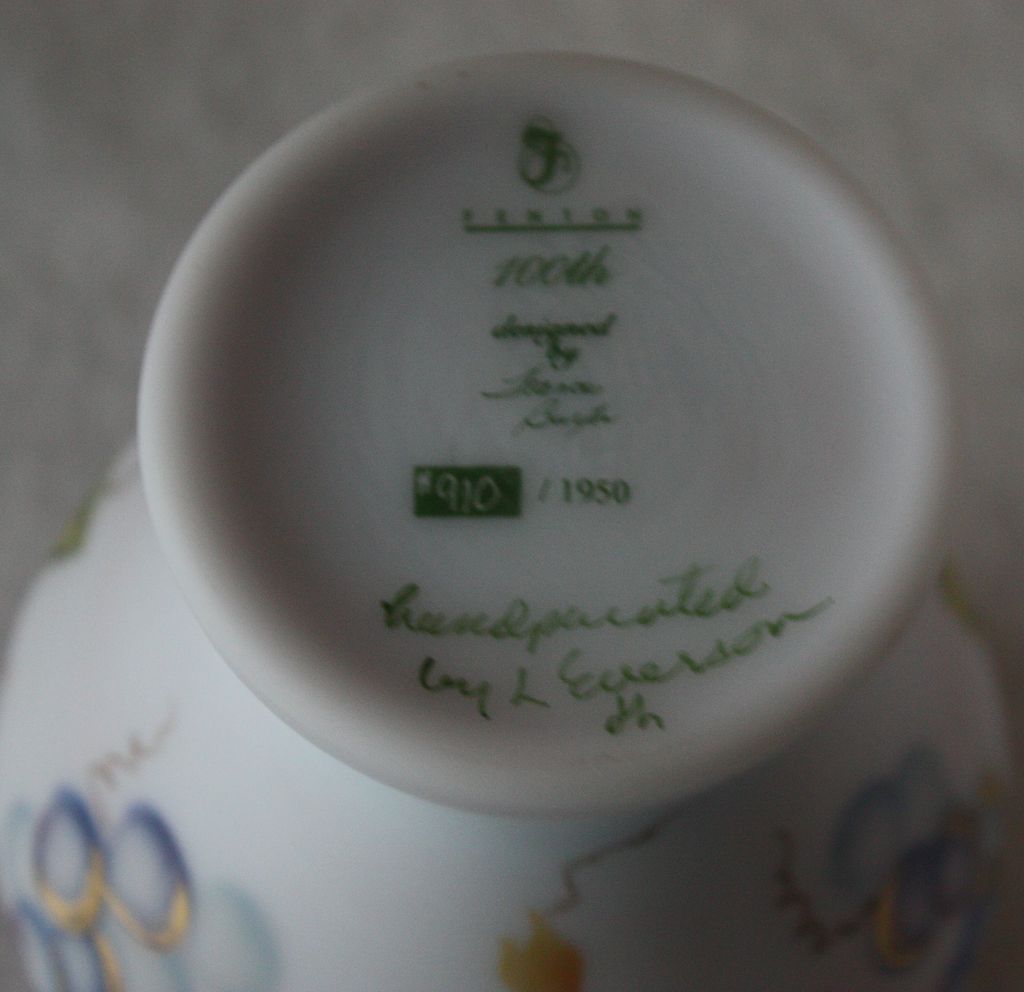 FENTON
100th
designed
by
#910 / 1950
handpainted
by L Everson